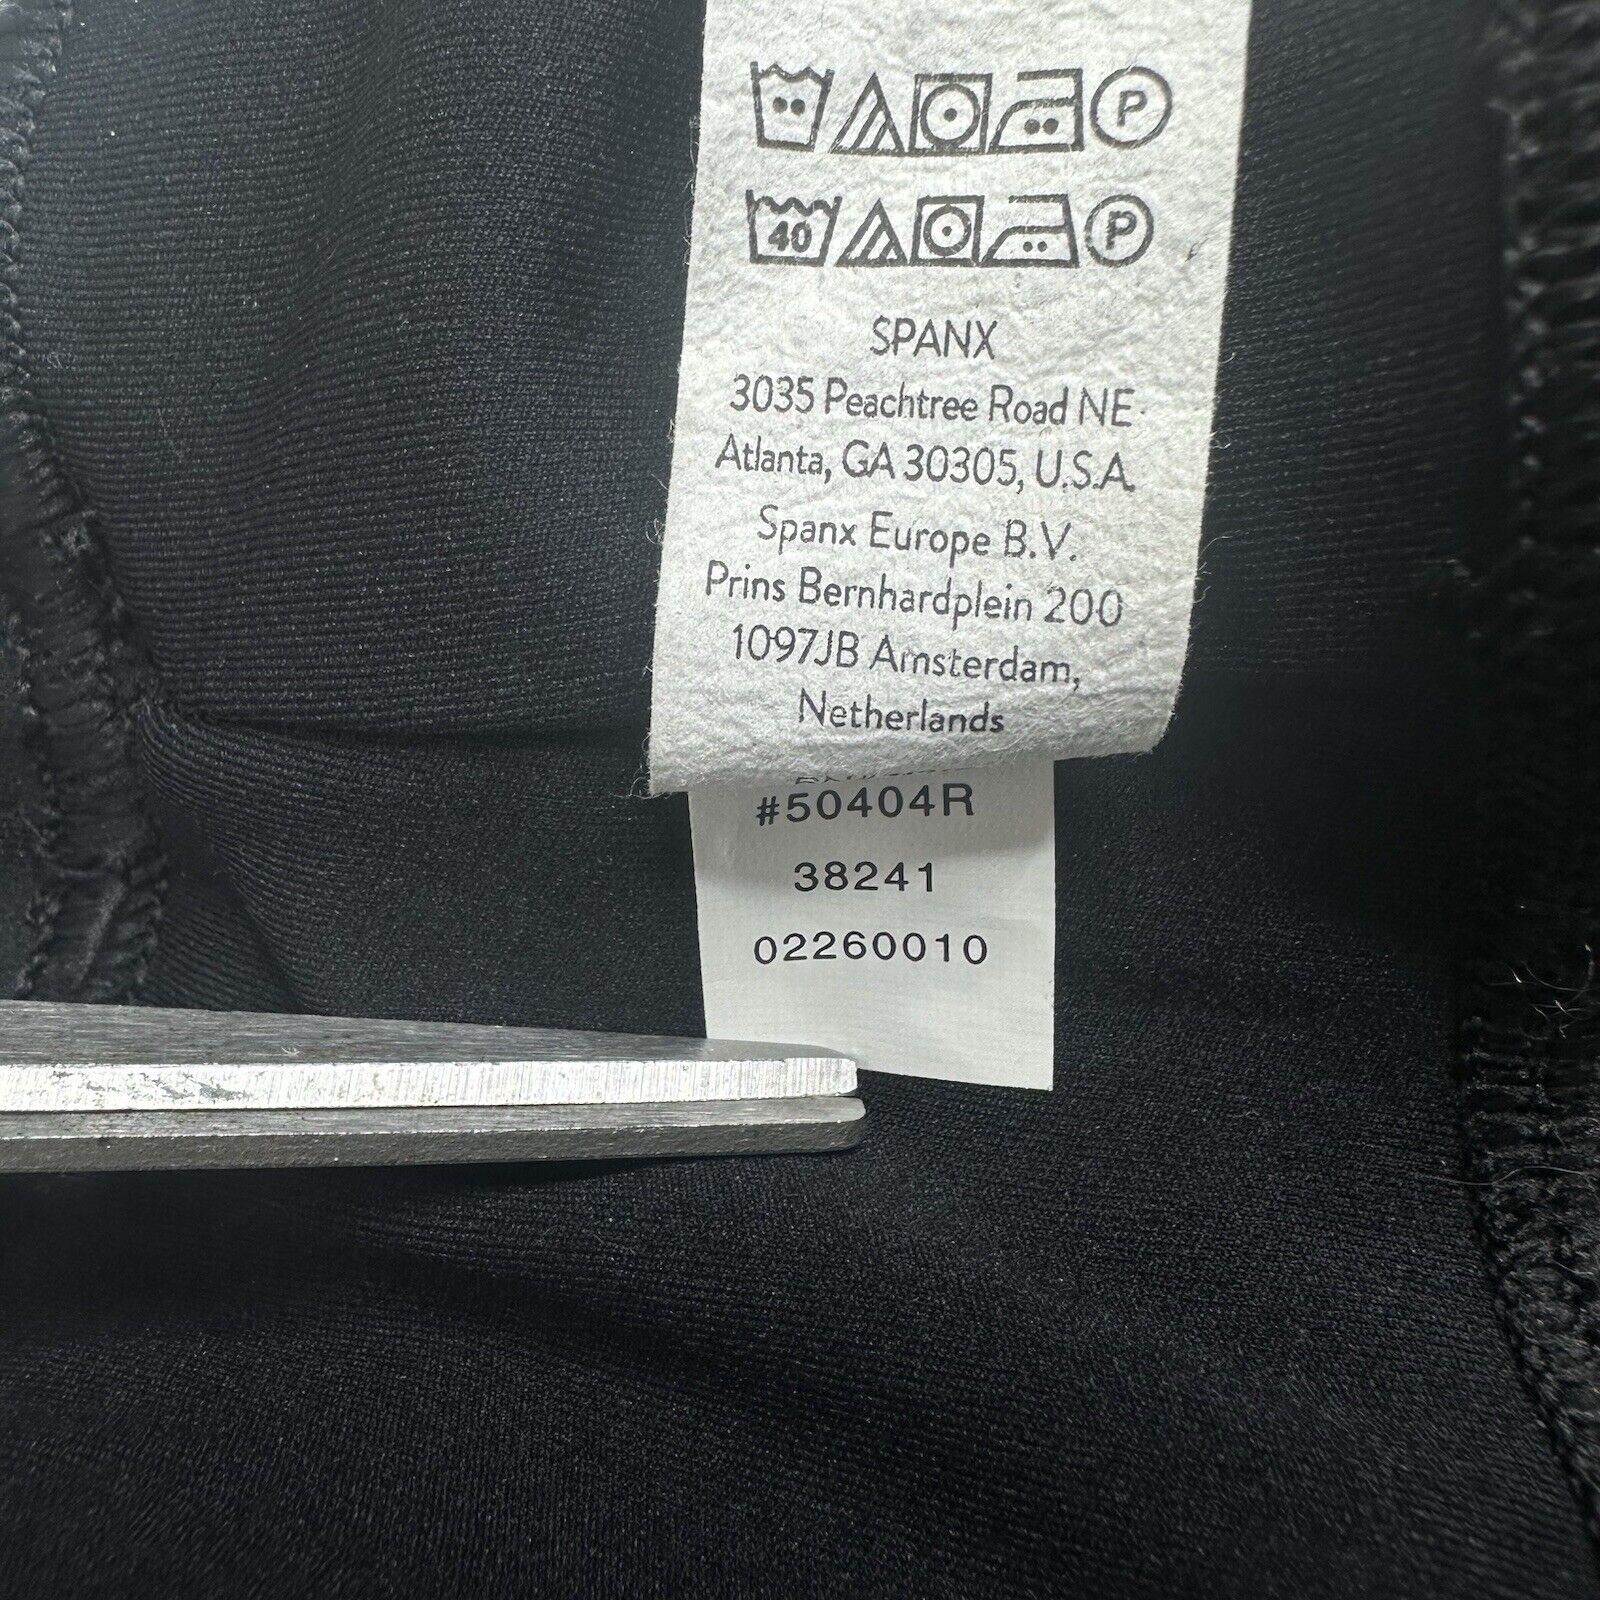 P
40 P
SPANX
3035 Peachtree Road NE
Atlanta, GA 30305, U.S.A.
Spanx Europe B.V.
Prins Bernhardplein 200
1097JB Amsterdam,
Netherlands
#50404R
38241
02260010